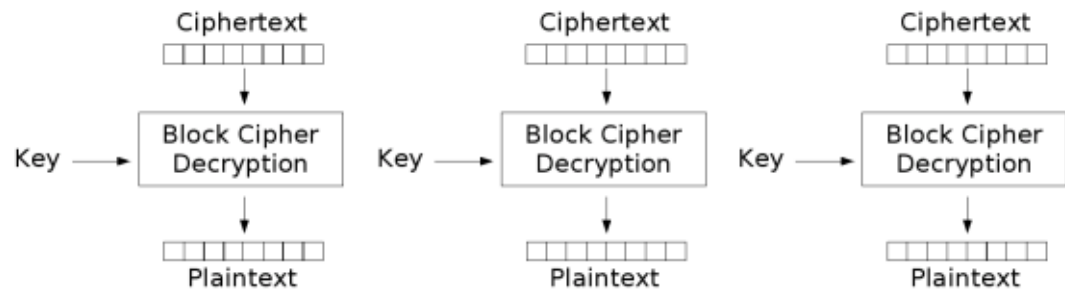 Ciphertext
Ciphertext
Ciphertext
Key
Block Cipher
Decryption
Key
Block Cipher
Decryption
Key
Block Cipher
Decryption
Plaintext
Plaintext
Plaintext